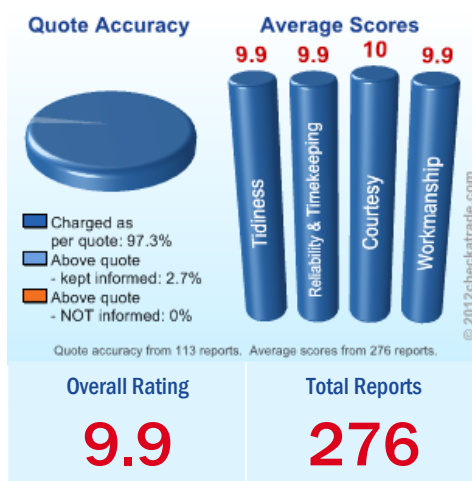 Quote Accuracy
Average Scores
9.9 9.9 10 9.9
Tidiness
Reliability & Timekeeping
Courtesy
Workmanship
Charged as
per quote: 97.3%
Above quote
- kept informed: 2.7%
Above quote
- NOT informed: 0%
© 2012checkatrade.com
Quote accuracy from 113 reports. Average scores from 276 reports.
Overall Rating
9.9
Total Reports
276